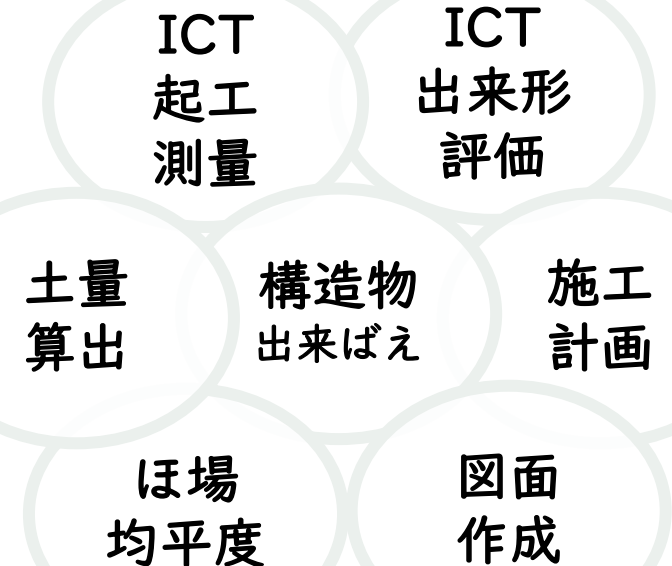 ICT
起工
測量
ICT
出来形
評価
土量
算出
構造物
出来ばえ
施工
計画
ほ場
均平度
図面
作成